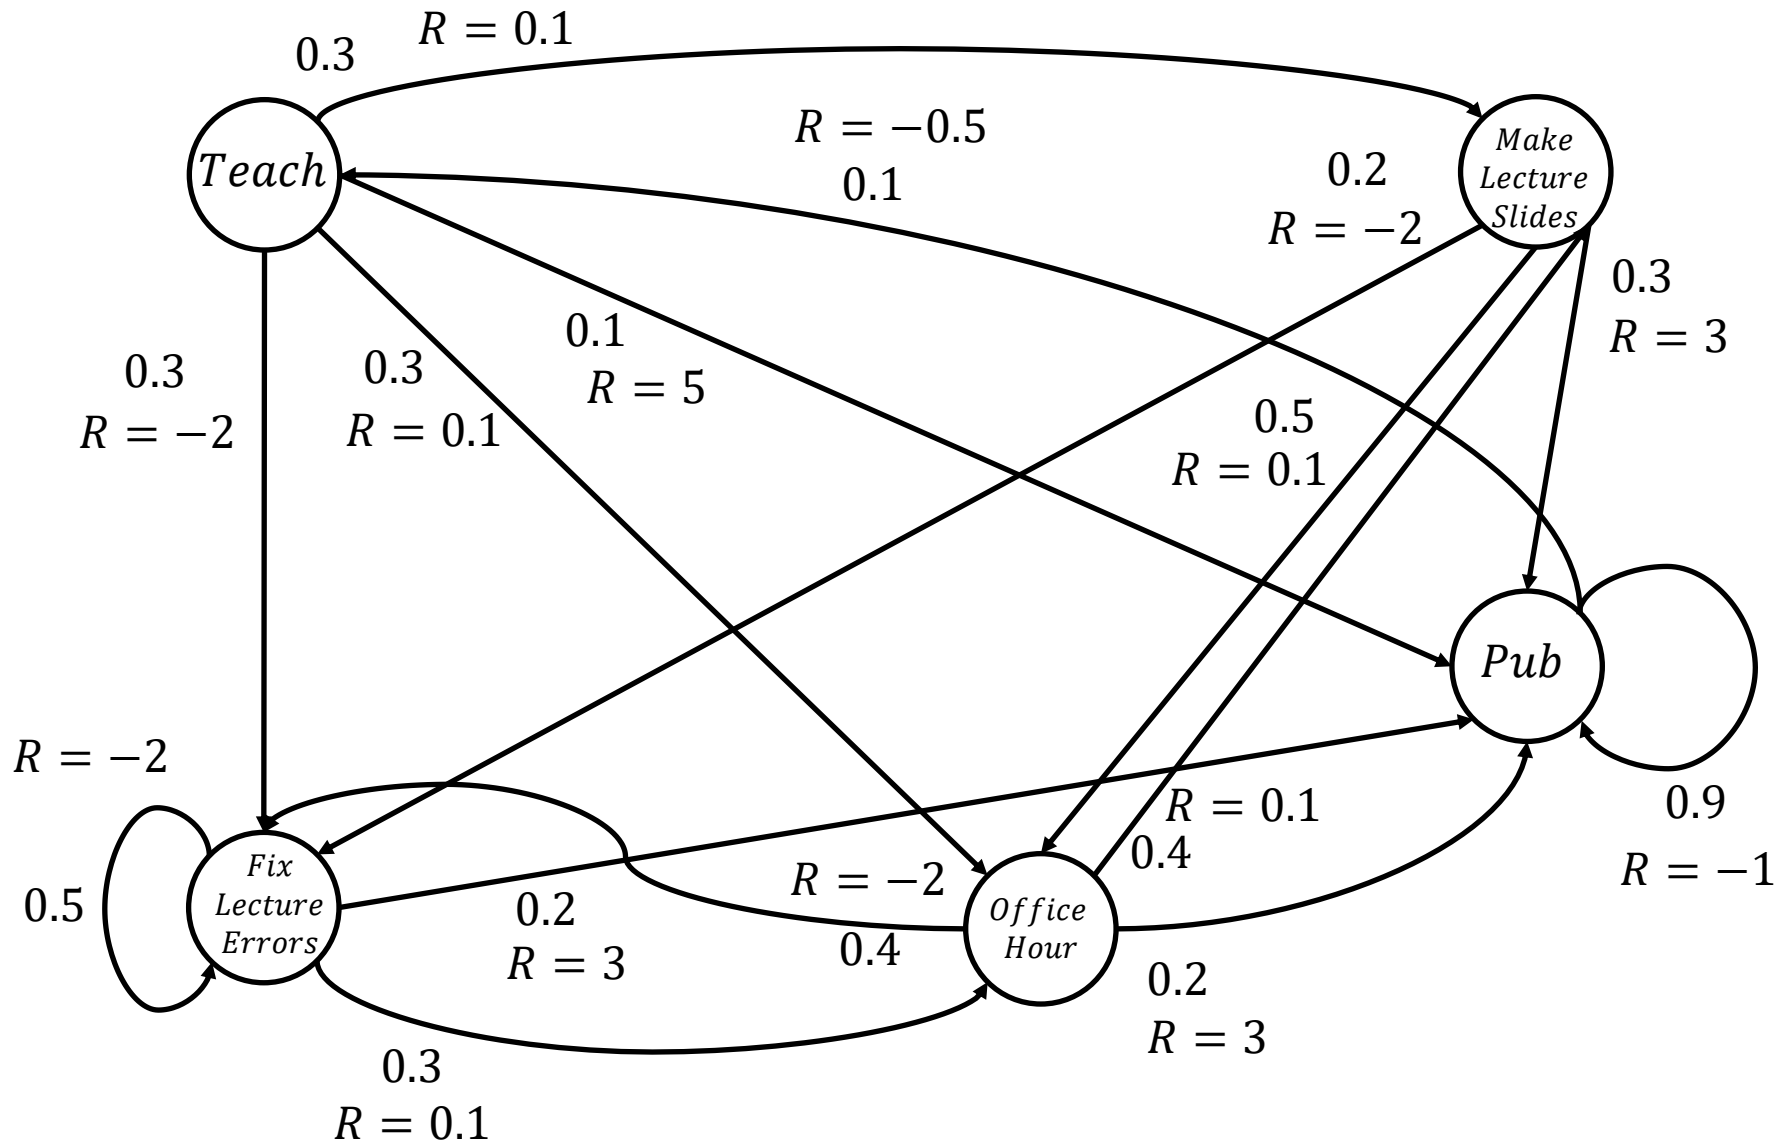 R = 0.1
0.3
R = −0.5
0.1
Teach
Make
Lecture
Slides
0.2
R = −2
0.3
R = 3
0.1
R = 5
0.3
R = −2
0.3
R = 0.1
0.5
R = 0.1
Pub
R = −2
0.5
Fix
Lecture
Errors
0.2
R = 3
R = −2
0.4
Office
Hour
R = 0.1
0.4
0.9
R = −1
0.2
R = 3
0.3
R = 0.1